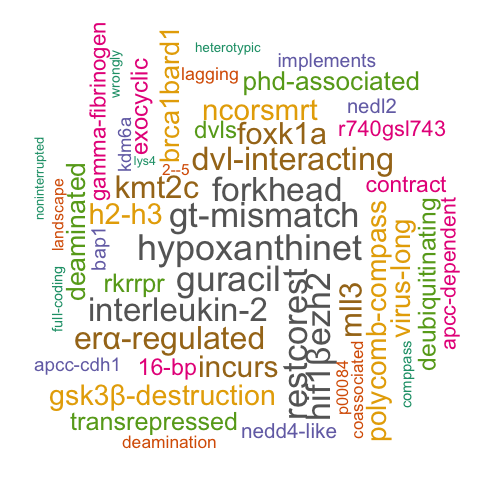 heterotypic
implements
lagging
phd-associated
gamma-fibrinogen
wrongly
exocyclic
brca1bard1
ncorsmrt
nedl2
dvls
foxk1a
r740gsl743
kdm6a
lys4
2--5
dvl-interacting
noninterrupted
landscape
deaminated
kmt2c
forkhead
contract
h2-h3
gt-mismatch
bap1
hypoxanthinet
polycomb-compass
virus-long
deubiquitinating
apcc-dependent
full-coding
rkrrpr
guracil
restcorest
hif1βezh2
mll3
interleukin-2
erα-regulated
apcc-cdh1
16-bp
incurs
p00084
coassociated
comppass
gsk3β-destruction
transrepressed
nedd4-like
deamination